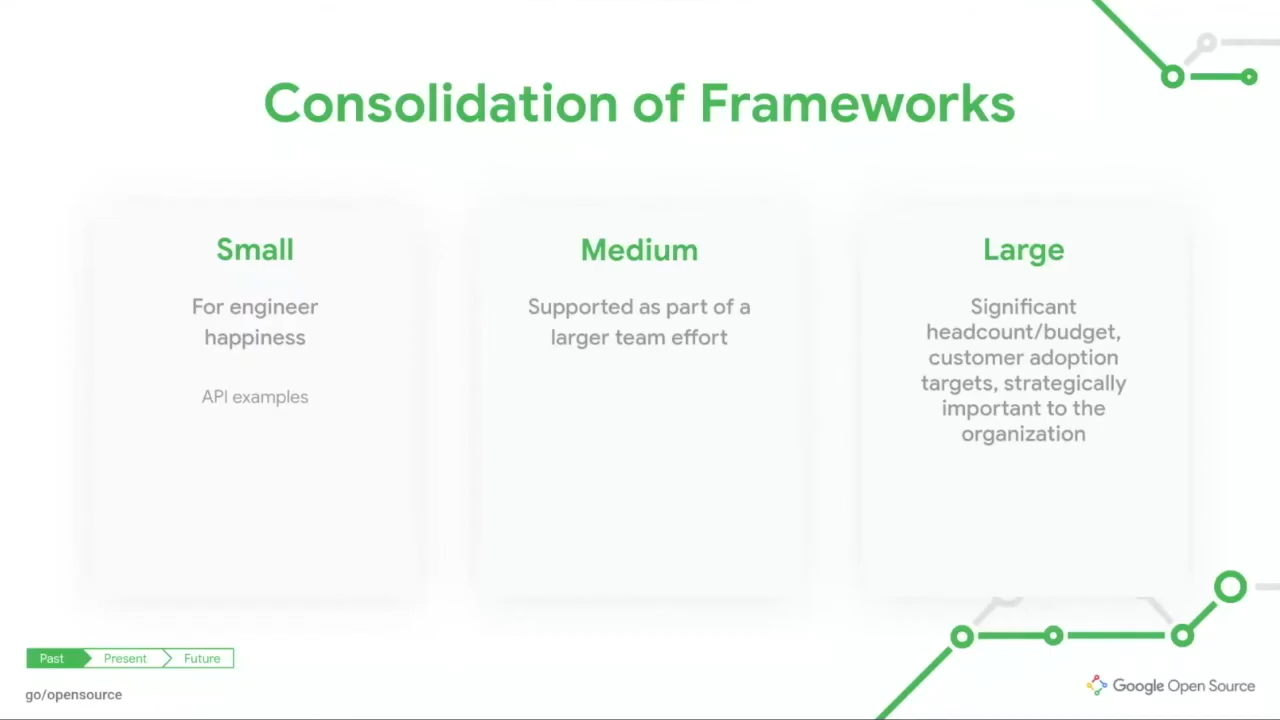 Consolidation of Frameworks
Small
For engineer
happiness
API examples
Medium
Supported as part of a
larger team effort
Large
Significant
headcount/budget,
customer adoption
targets, strategically
important to the
organization
Past
Present
Future
go/opensource
Google Open Source